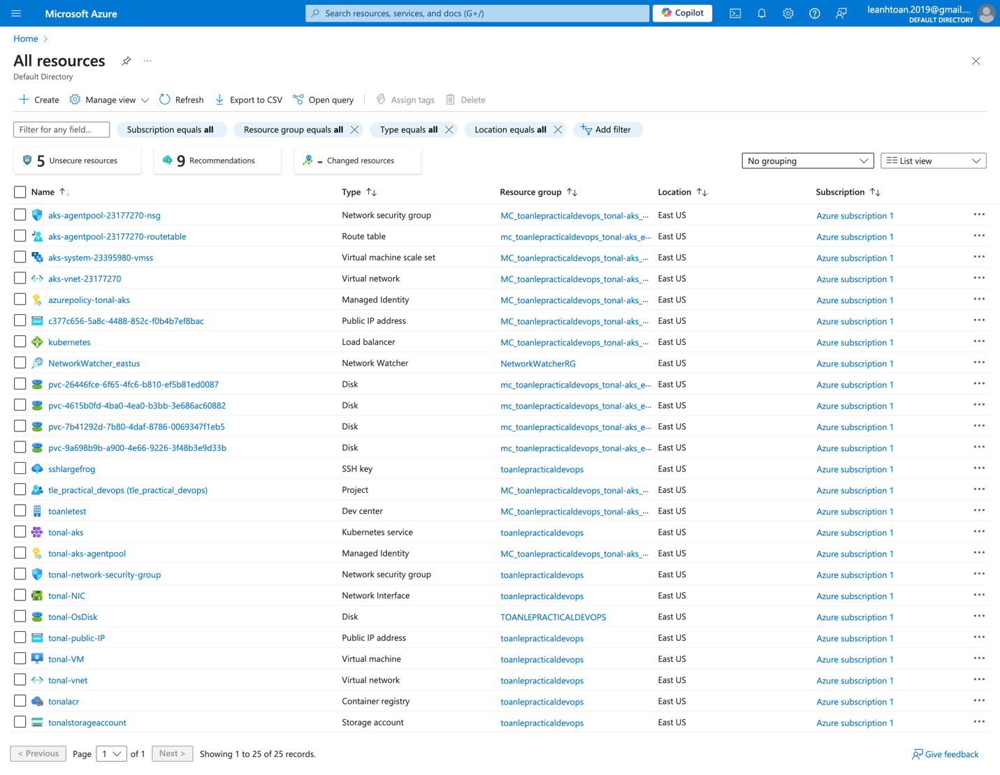 Microsoft Azure
Search resources, services, and docs (G+/)
Copilot
leanhtoan.2019@gmail....
DEFAULT DIRECTORY
Home
All resources
Default Directory
Create
Manage view
Refresh
Export to CSV
Open query
Assign tags
Delete
Filter for any field...
Subscription equals all
Resource group equals all
Type equals all
Location equals all
Add filter
5 Unsecure resources
9 Recommendations
- Changed resources
No grouping
List view
Name Type Resource group Location Subscription
aks-agentpool-23177270-nsg Network security group MC_toanlepracticaldevops_tonal-aks_... East US Azure subscription 1
aks-agentpool-23177270-routetable Route table mc_toanlepracticaldevops_tonal-aks_e... East US Azure subscription 1
aks-system-23395980-vmss Virtual machine scale set MC_toanlepracticaldevops_tonal-aks_... East US Azure subscription 1
aks-vnet-23177270 Virtual network MC_toanlepracticaldevops_tonal-aks_... East US Azure subscription 1
azurepolicy-tonal-aks Managed Identity MC_toanlepracticaldevops_tonal-aks_... East US Azure subscription 1
c377c656-5a8c-4488-852c-f0b4b7ef8bac Public IP address MC_toanlepracticaldevops_tonal-aks_... East US Azure subscription 1
kubernetes Load balancer MC_toanlepracticaldevops_tonal-aks_... East US Azure subscription 1
NetworkWatcher_eastus Network Watcher NetworkWatcherRG East US Azure subscription 1
pvc-26446fce-6f65-4fc6-b810-ef5b81ed0087 Disk mc_toanlepracticaldevops_tonal-aks_e... East US Azure subscription 1
pvc-4615b0fd-4ba0-4ea0-b3bb-3e686ac60882 Disk mc_toanlepracticaldevops_tonal-aks_e... East US Azure subscription 1
pvc-7b41292d-7b80-4daf-8786-0069347f1eb5 Disk mc_toanlepracticaldevops_tonal-aks_e... East US Azure subscription 1
pvc-9a698b9b-a900-4e66-9226-3f48b3e9d33b Disk mc_toanlepracticaldevops_tonal-aks_e... East US Azure subscription 1
sshlargefrog SSH key toanlepracticaldevops East US Azure subscription 1
tle_practical_devops (tle_practical_devops) Project MC_toanlepracticaldevops_tonal-aks_... East US Azure subscription 1
toanletest Dev center MC_toanlepracticaldevops_tonal-aks_... East US Azure subscription 1
tonal-aks Kubernetes service toanlepracticaldevops East US Azure subscription 1
tonal-aks-agentpool Managed Identity MC_toanlepracticaldevops_tonal-aks_... East US Azure subscription 1
tonal-network-security-group Network security group toanlepracticaldevops East US Azure subscription 1
tonal-NIC Network Interface toanlepracticaldevops East US Azure subscription 1
tonal-OsDisk Disk TOANLEPRACTICALDEVOPS East US Azure subscription 1
tonal-public-IP Public IP address toanlepracticaldevops East US Azure subscription 1
tonal-VM Virtual machine toanlepracticaldevops East US Azure subscription 1
tonal-vnet Virtual network toanlepracticaldevops East US Azure subscription 1
tonalacr Container registry toanlepracticaldevops East US Azure subscription 1
tonalstorageaccount Storage account toanlepracticaldevops East US Azure subscription 1
< Previous Page 1 of 1 Next > Showing 1 to 25 of 25 records.
Give feedback